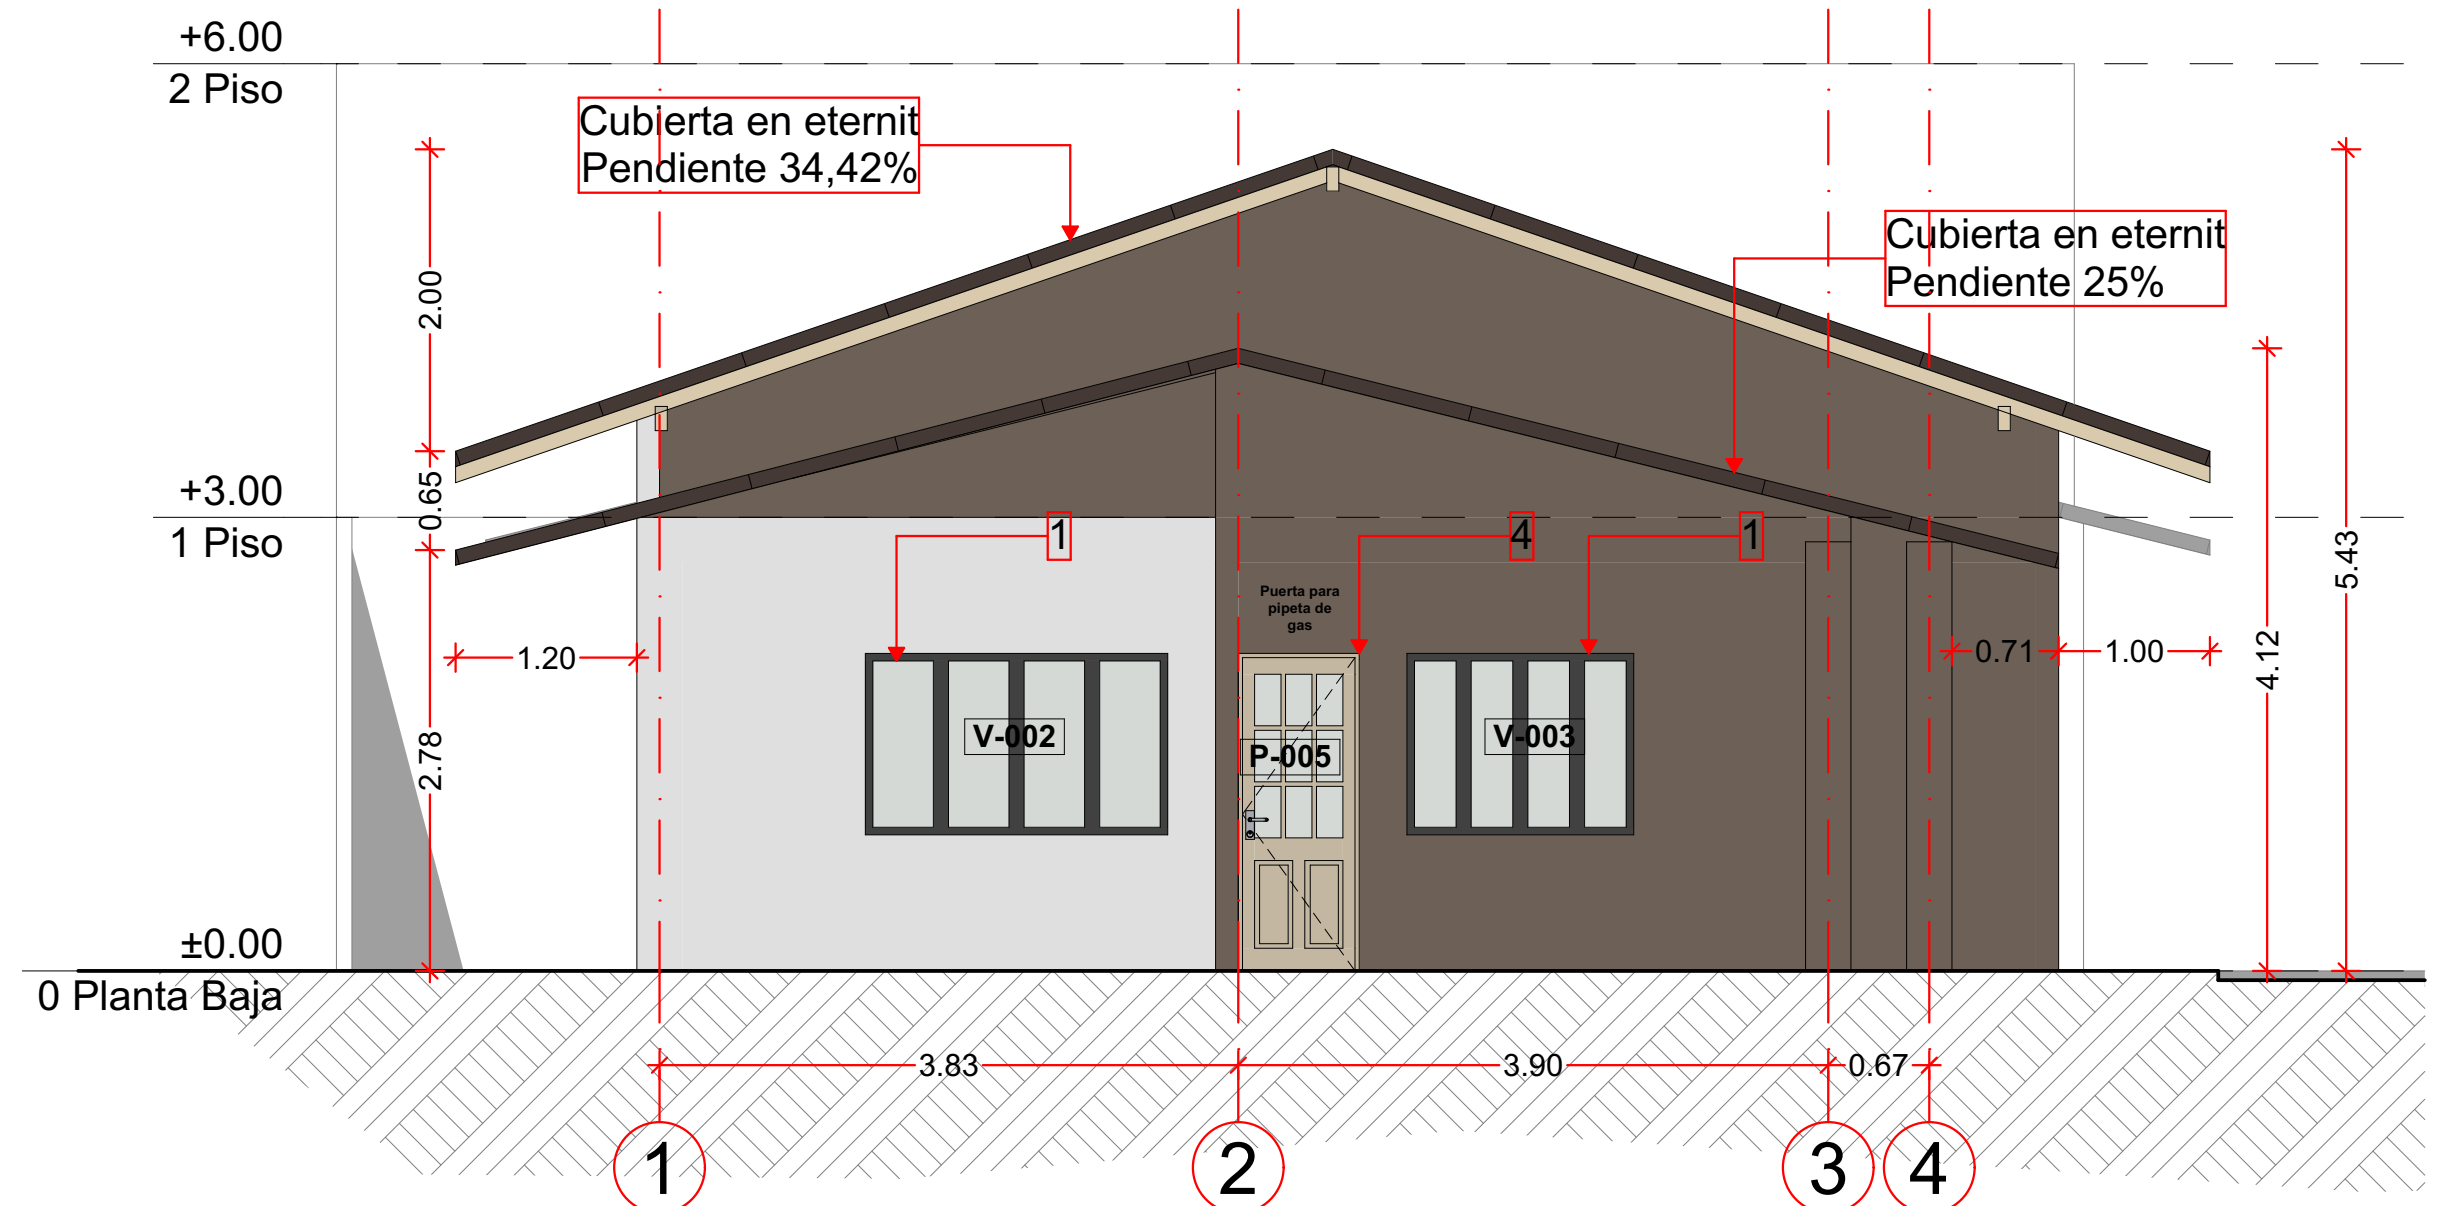 +6.00
2 Piso
Cubierta en eternit
Pendiente 34,42%
Cubierta en eternit
Pendiente 25%
2.00
0.65
2.78
+3.00
1 Piso
1
4
1
5.43
4.12
Puerta para
pipeta de
gas
1.20
0.71
1.00
V-002
P-005
V-003
±0.00
0 Planta Baja
3.83
3.90
0.67
1
2
3
4